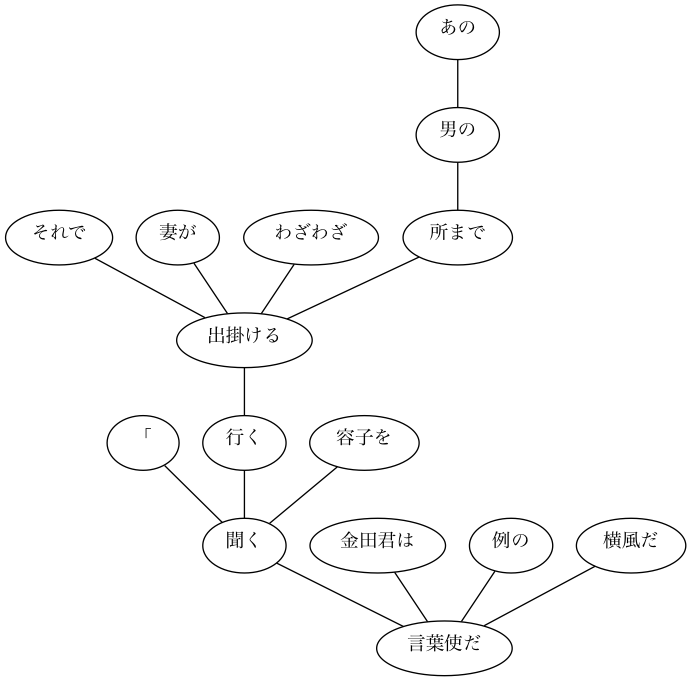 あの
男の
それで 妻が わざわざ 所まで
出掛ける
「 行く 容子を
聞く 金田君は 例の 横風だ
言葉使だ